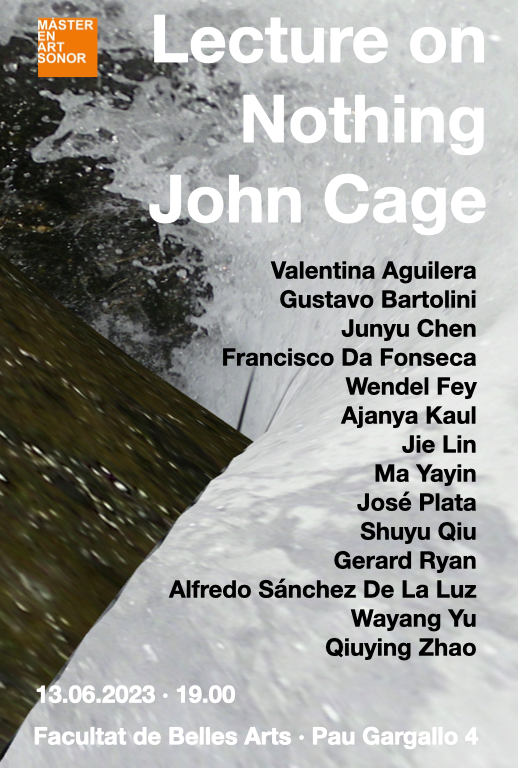 MÁSTER
EN
ART
SONOR
Lecture on
Nothing
John Cage
Valentina Aguilera
Gustavo Bartolini
Junyu Chen
Francisco Da Fonseca
Wendel Fey
Ajanya Kaul
Jie Lin
Ma Yayin
José Plata
Shuyu Qiu
Gerard Ryan
Alfredo Sánchez De La Luz
Wayang Yu
Qiuying Zhao
13.06.2023 · 19.00
Facultat de Belles Arts · Pau Gargallo 4